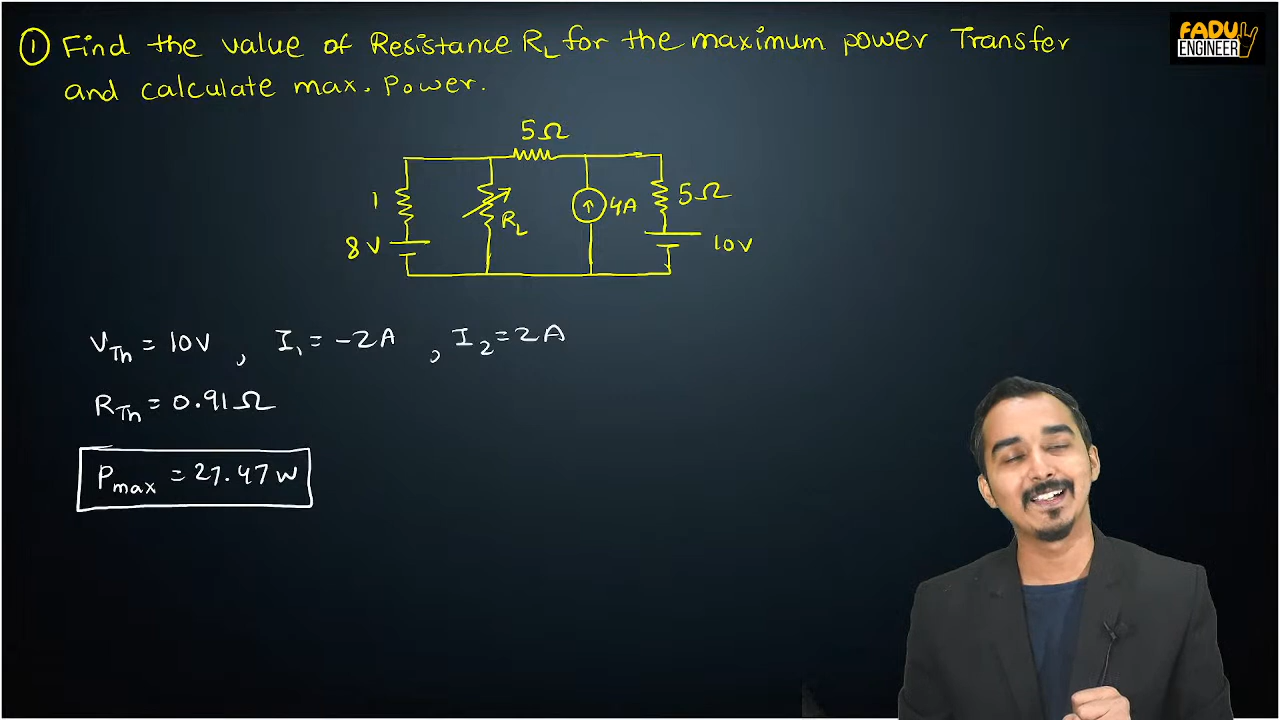 ① Find the value of Resistance RL for the maximum power Transfer
FADU
ENGINEER
and calculate max. Power.
5Ω
1
RL
4A
5Ω
8V
10V
VTh = 10V , I1 = -2A , I2 = 2A
RTh = 0.91Ω
Pmax = 27.47 W